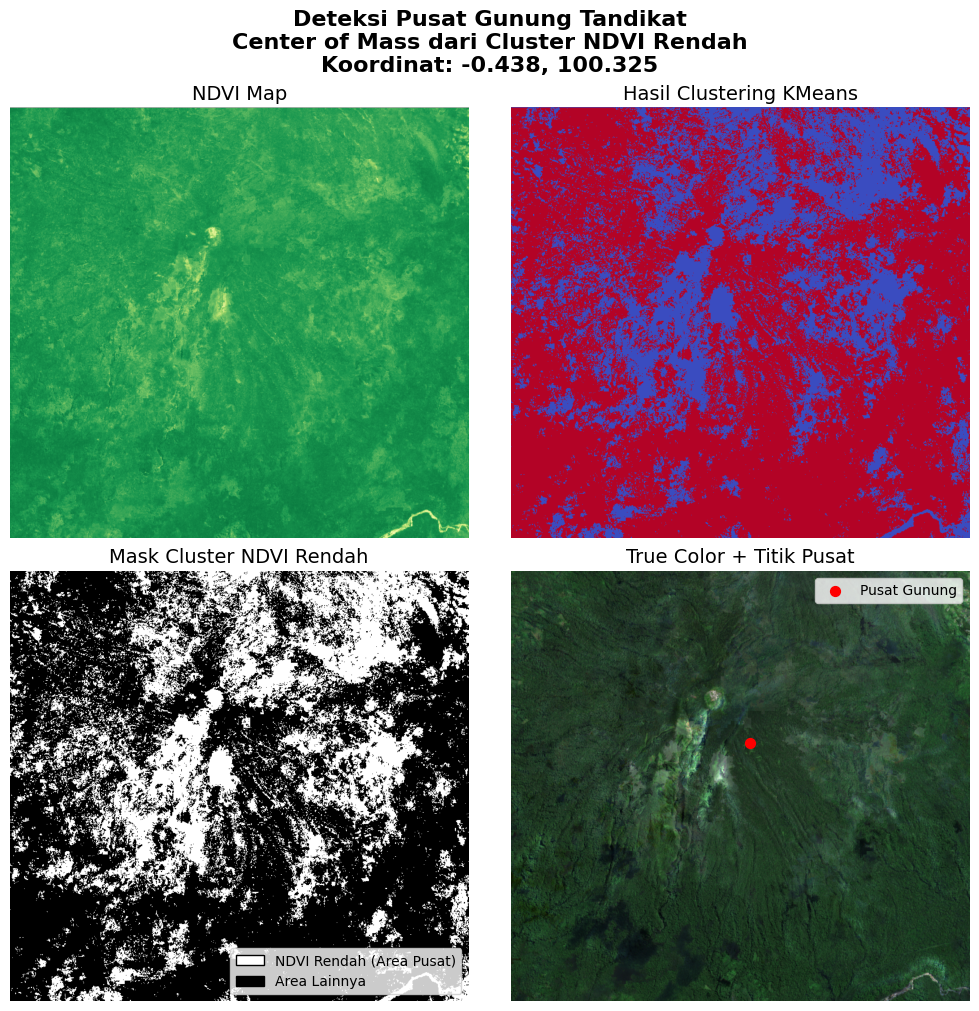 Deteksi Pusat Gunung Tandikat
Center of Mass dari Cluster NDVI Rendah
Koordinat: -0.438, 100.325
NDVI Map
Hasil Clustering KMeans
Mask Cluster NDVI Rendah
NDVI Rendah (Area Pusat)
Area Lainnya
True Color + Titik Pusat
Pusat Gunung